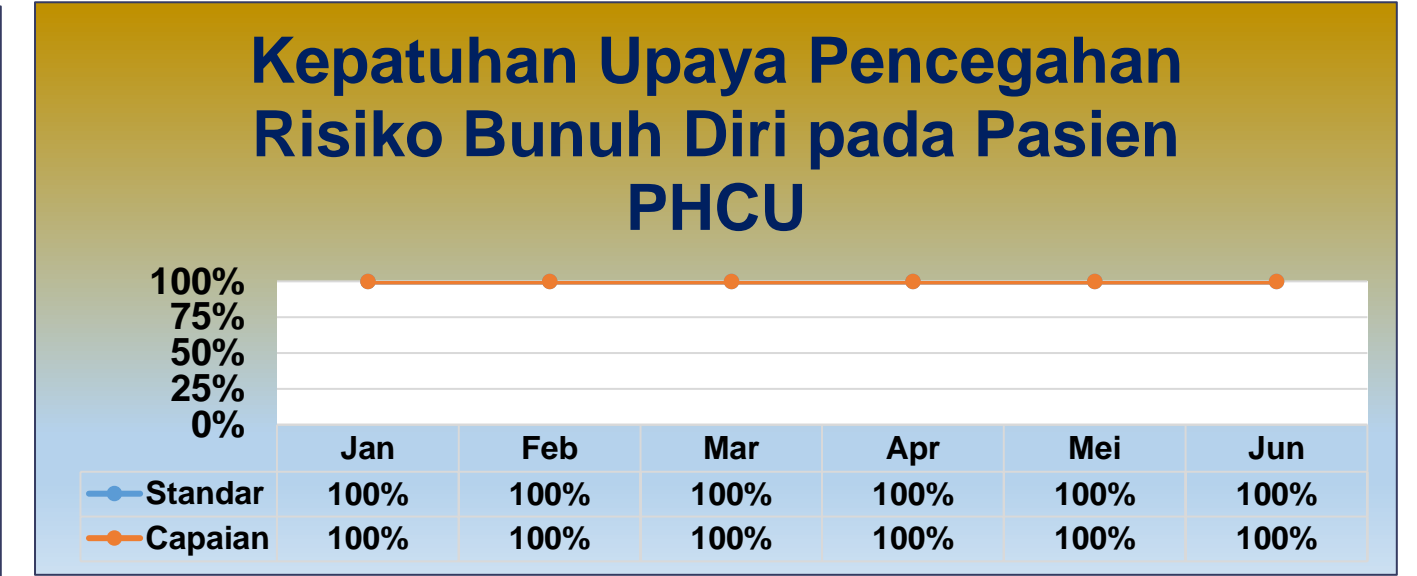 Kepatuhan Upaya Pencegahan
Risiko Bunuh Diri pada Pasien
PHCU
100%
75%
50%
25%
0%
Jan Feb Mar Apr Mei Jun
Standar 100% 100% 100% 100% 100% 100%
Capaian 100% 100% 100% 100% 100% 100%